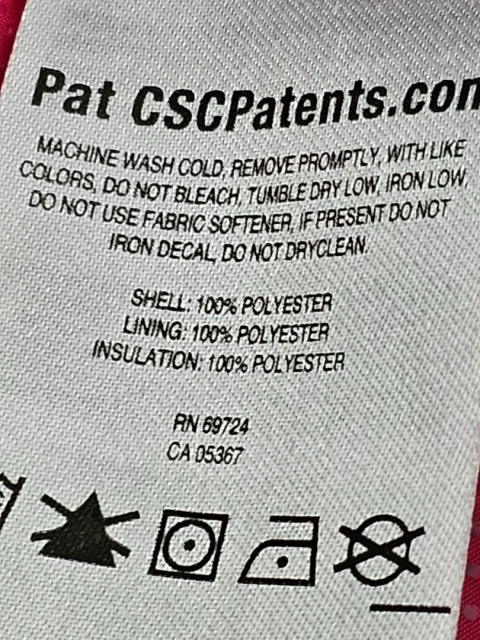 Pat CSCPatents.com
MACHINE WASH COLD, REMOVE PROMPTLY, WITH LIKE
COLORS, DO NOT BLEACH, TUMBLE DRY LOW, IRON LOW,
DO NOT USE FABRIC SOFTENER, IF PRESENT DO NOT
IRON DECAL, DO NOT DRYCLEAN.
SHELL: 100% POLYESTER
LINING: 100% POLYESTER
INSULATION: 100% POLYESTER
RN 69724
CA 05367